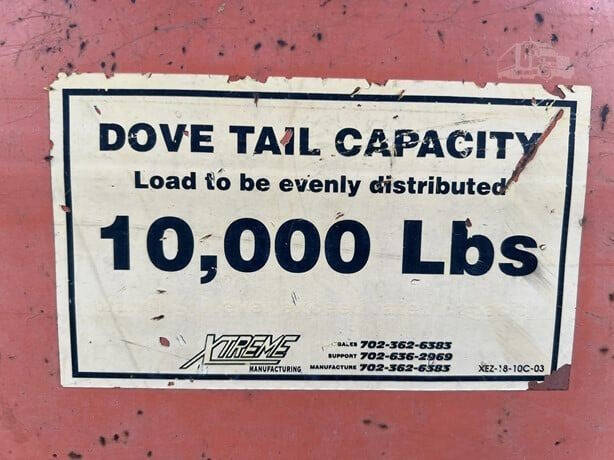 DOVE TAIL CAPACITY
Load to be evenly distributed
10,000 Lbs
XTREME
MANUFACTURING
SALES 702-362-6383
SUPPORT 702-636-2969
MANUFACTURE 702-362-6383
XEZ-18-10C-03